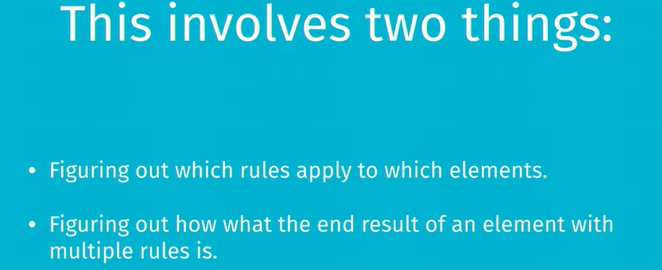 This involves two things:
• Figuring out which rules apply to which elements.
• Figuring out how what the end result of an element with
multiple rules is.